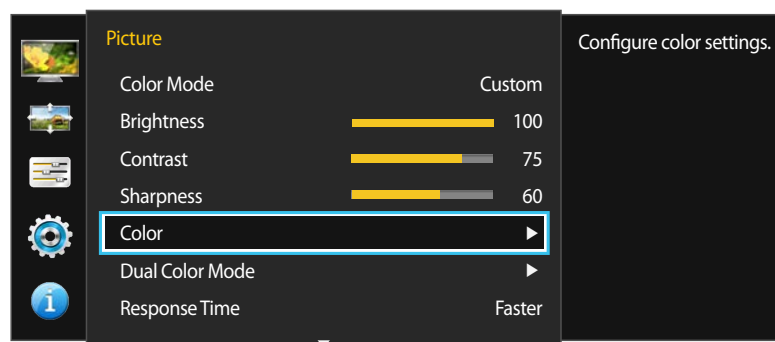 Picture
Configure color settings.
Color Mode Custom
Brightness 100
Contrast 75
Sharpness 60
Color
Dual Color Mode
Response Time Faster